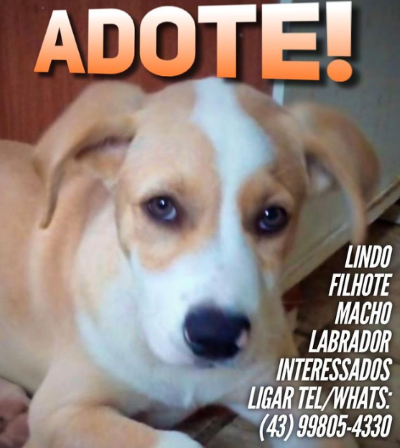 ADOTE!
LINDO
FILHOTE
MACHO
LABRADOR
INTERESSADOS
LIGAR TEL/WHATS:
(43) 99805-4330